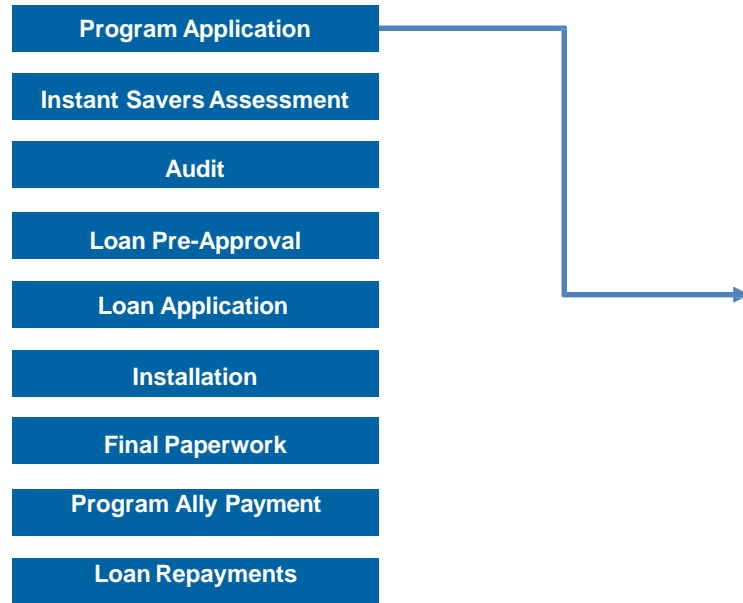 Program Application
Instant Savers Assessment
Audit
Loan Pre-Approval
Loan Application
Installation
Final Paperwork
Program Ally Payment
Loan Repayments